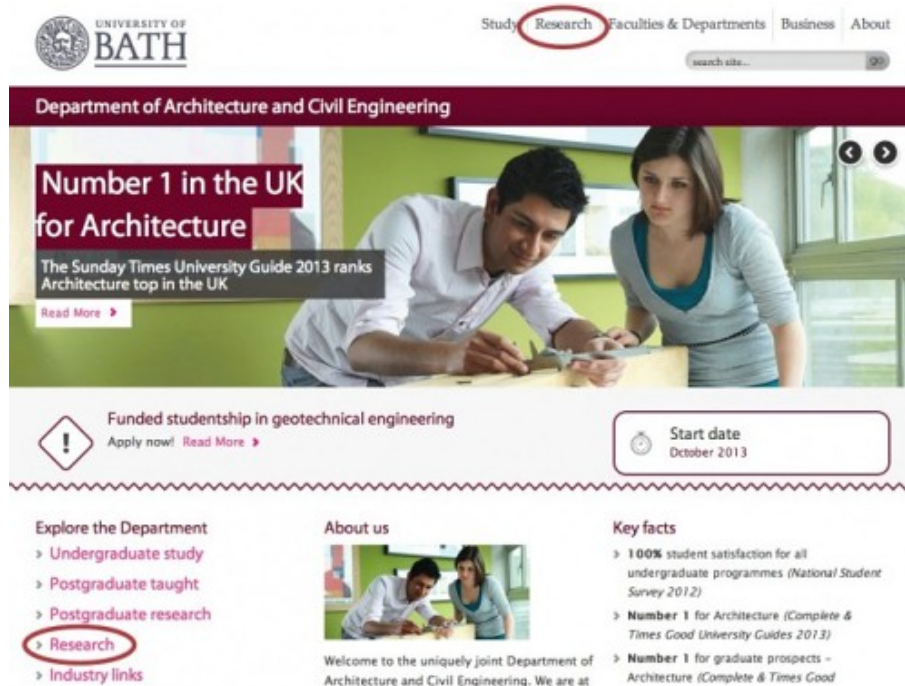 UNIVERSITY OF
BATH
Study Research Faculties & Departments Business About
search site... go
Department of Architecture and Civil Engineering
Number 1 in the UK
for Architecture
The Sunday Times University Guide 2013 ranks
Architecture top in the UK
Read More
Funded studentship in geotechnical engineering
Apply now! Read More
!
Start date
October 2013
Explore the Department
Undergraduate study
Postgraduate taught
Postgraduate research
Research
Industry links
About us
Welcome to the uniquely joint Department of
Architecture and Civil Engineering. We are at
Key facts
100% student satisfaction for all
undergraduate programmes (National Student
Survey 2012)
Number 1 for Architecture (Complete &
Times Good University Guides 2013)
Number 1 for graduate prospects –
Architecture (Complete & Times Good